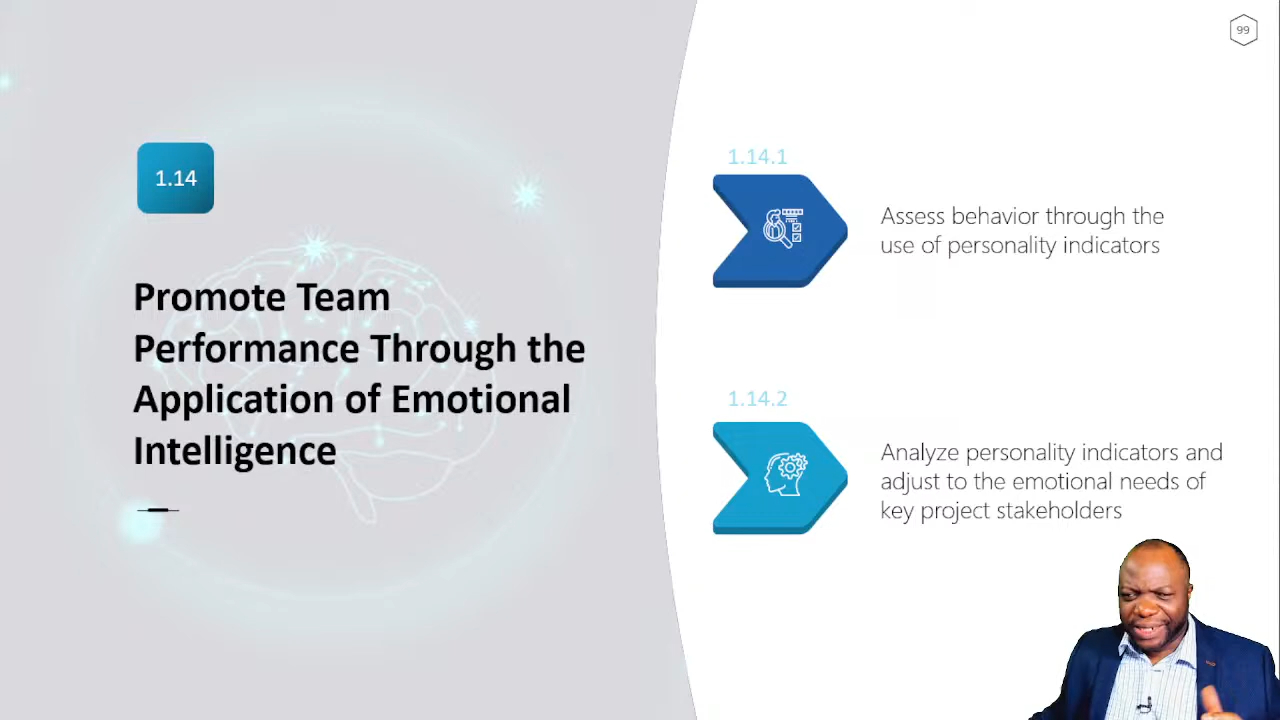 99
1.14
Promote Team
Performance Through the
Application of Emotional
Intelligence
1.14.1
Assess behavior through the
use of personality indicators
1.14.2
Analyze personality indicators and
adjust to the emotional needs of
key project stakeholders